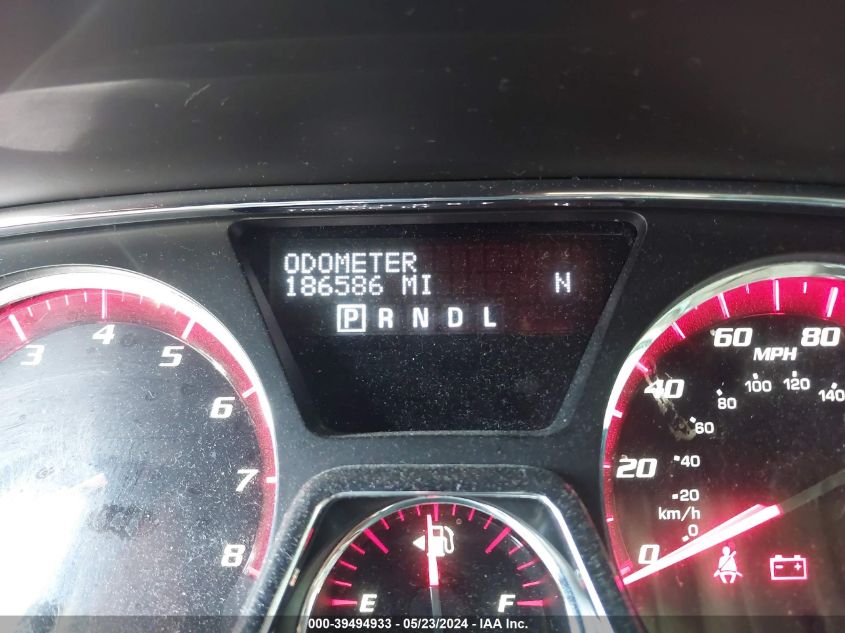 ODOMETER
186586 MI N
P R N D L
3 4 5 6 7 8
0 20 40 60 80
MPH
0 20 40 60 80 100 120 140
km/h
E F
000-39494933 - 05/23/2024 - IAA Inc.